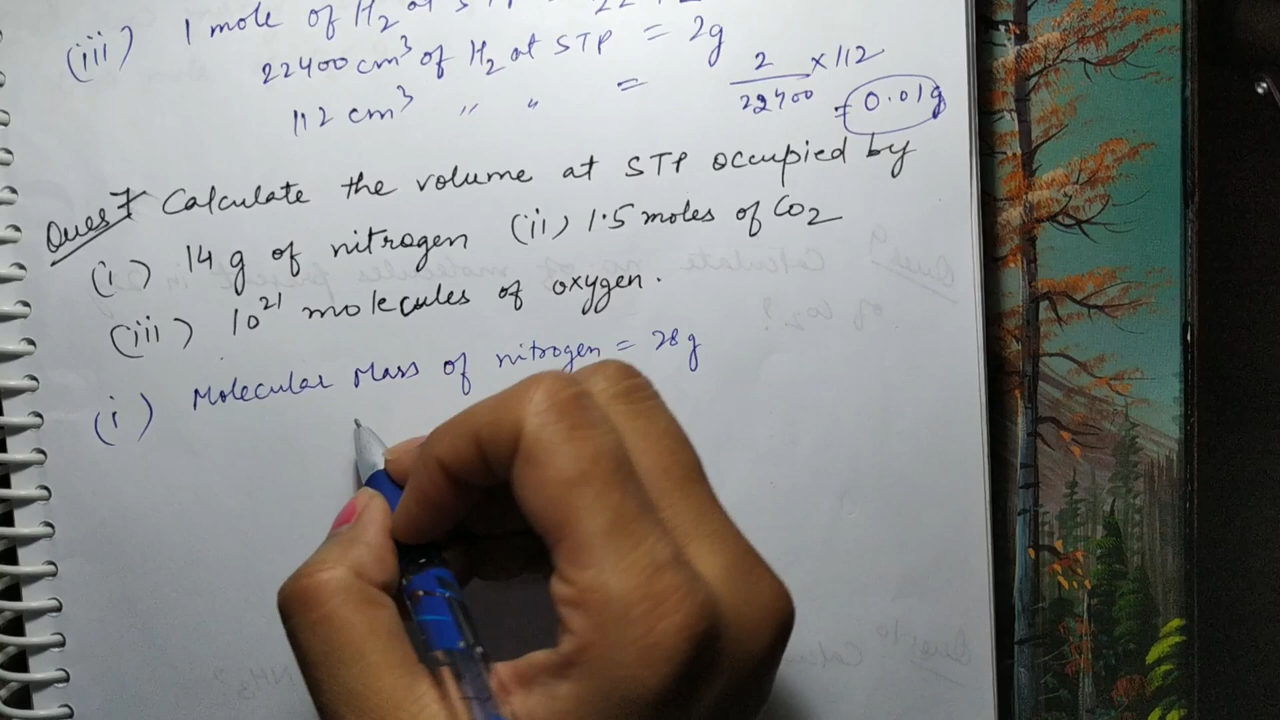 (iii) 1 mole of H2 at STP
22400 cm3 of H2 at STP = 2g
112 cm3 " " = 2/22400 × 112 = 0.01g
Ques 7 Calculate the volume at STP occupied by
(i) 14 g of nitrogen (ii) 1.5 moles of CO2
(iii) 10^21 molecules of oxygen.
(i) Molecular Mass of nitrogen = 28g